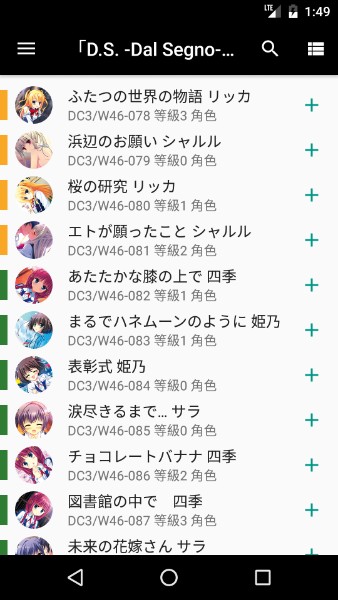 LTE 1:49
「D.S. -Dal Segno-...
ふたつの世界の物語 リッカ
DC3/W46-078 等級3 角色
浜辺のお願い シャルル
DC3/W46-079 等級0 角色
桜の研究 リッカ
DC3/W46-080 等級1 角色
エトが願ったこと シャルル
DC3/W46-081 等級2 角色
あたたかな膝の上で 四季
DC3/W46-082 等級1 角色
まるでハネムーンのように 姫乃
DC3/W46-083 等級1 角色
表彰式 姫乃
DC3/W46-084 等級0 角色
涙尽きるまで... サラ
DC3/W46-085 等級0 角色
チョコレートバナナ 四季
DC3/W46-086 等級2 角色
図書館の中で　四季
DC3/W46-087 等級3 角色
未来の花嫁さん サラ